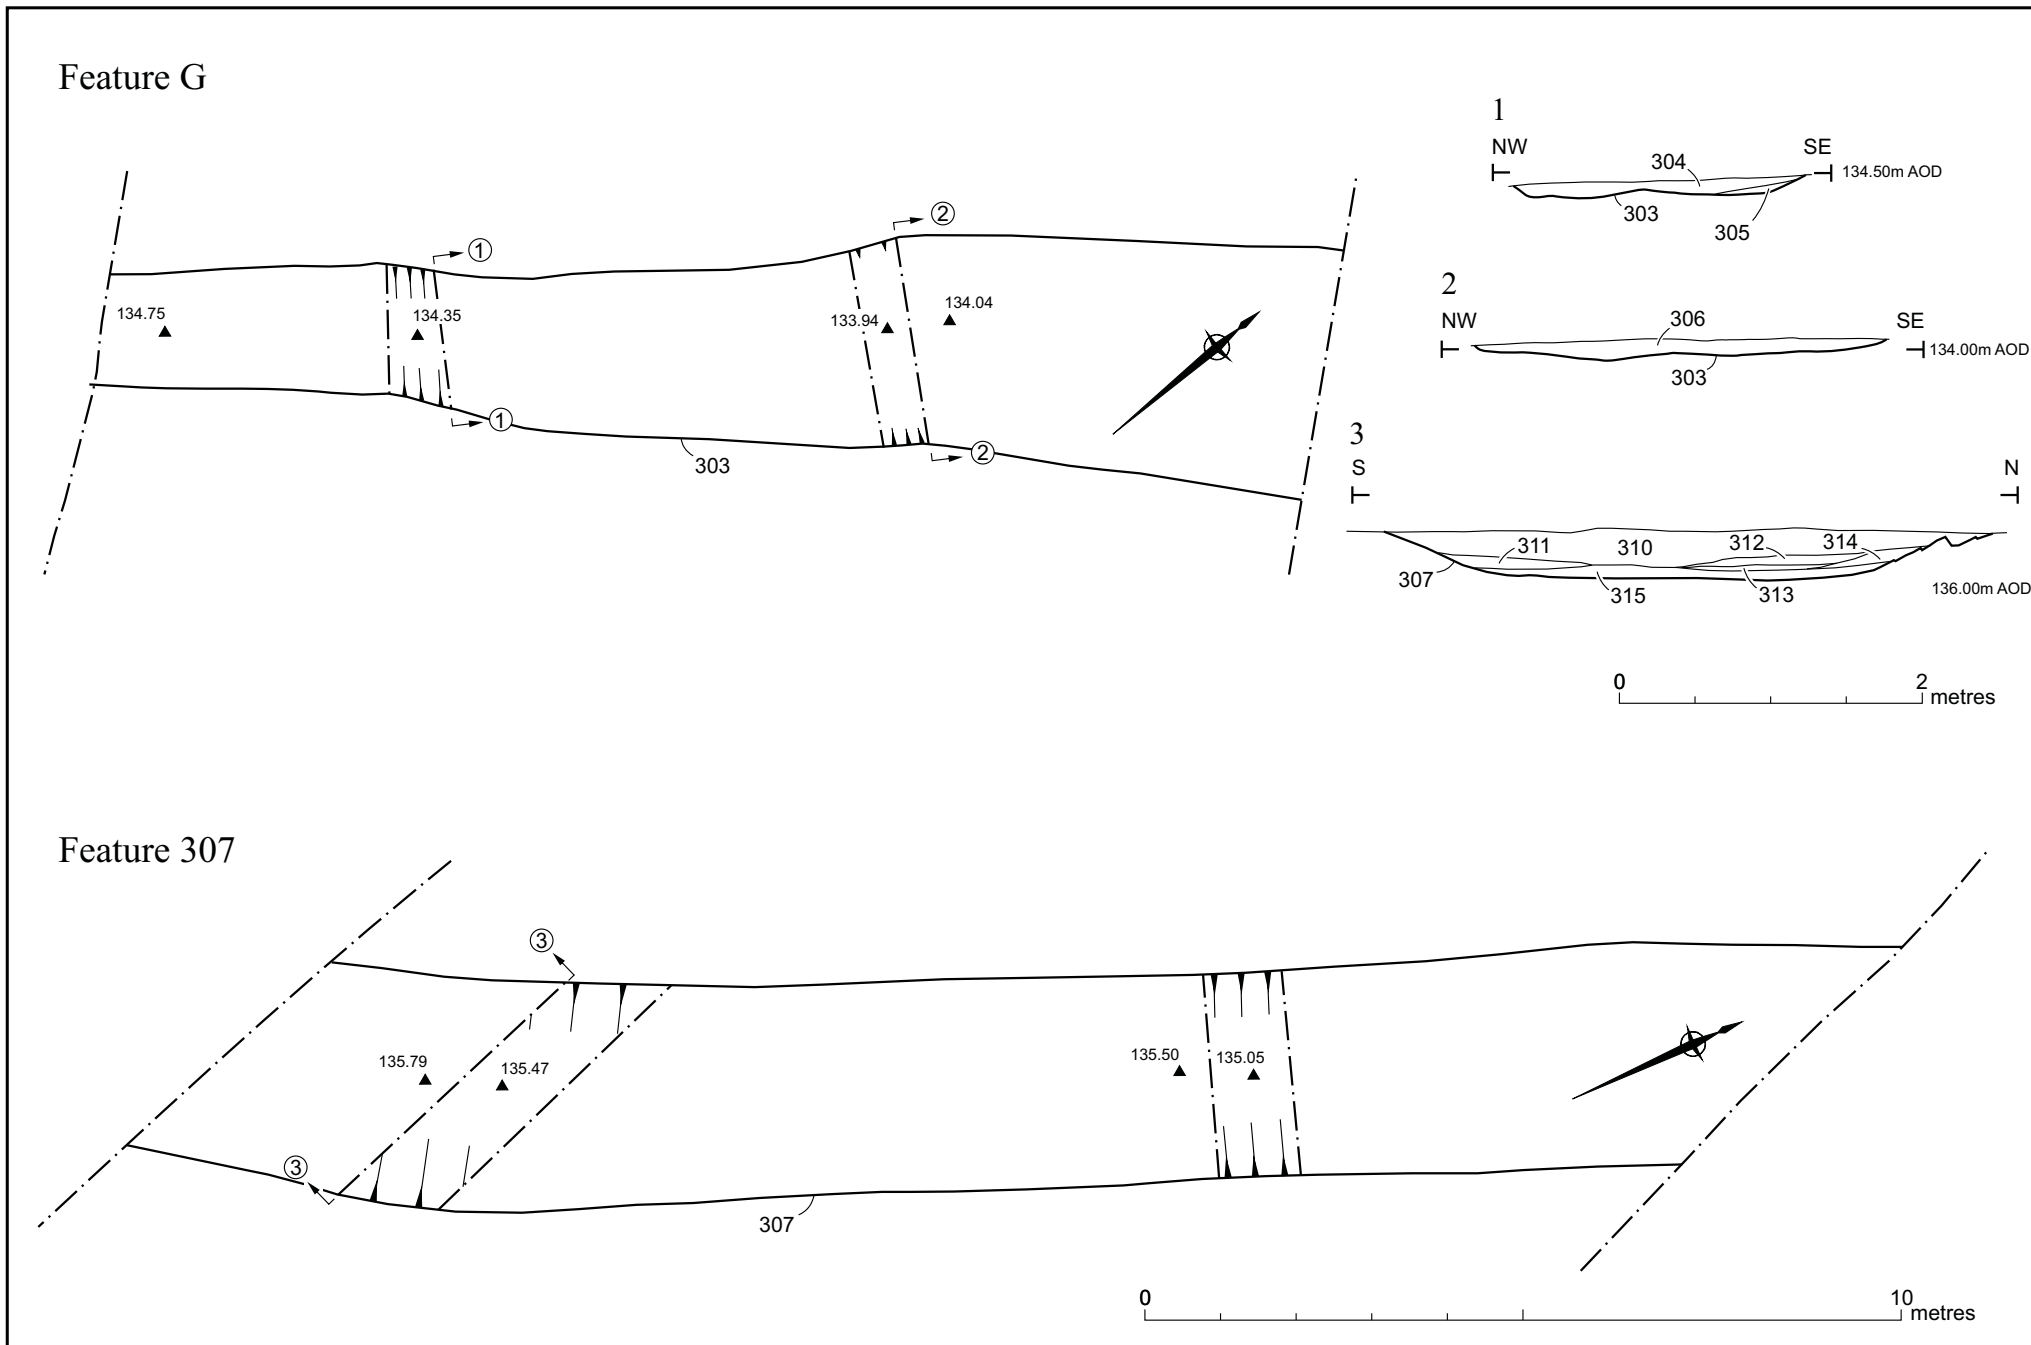 Feature G
1
NW SE
304
134.50m AOD
303
305
2
NW SE
306
134.00m AOD
303
3
S N
311 310 312 314
307
315 313
136.00m AOD
0 2
metres
1
2
134.75
134.35
133.94
134.04
1
2
303
Feature 307
3
135.79
135.47
135.50
135.05
3
307
0 10
metres